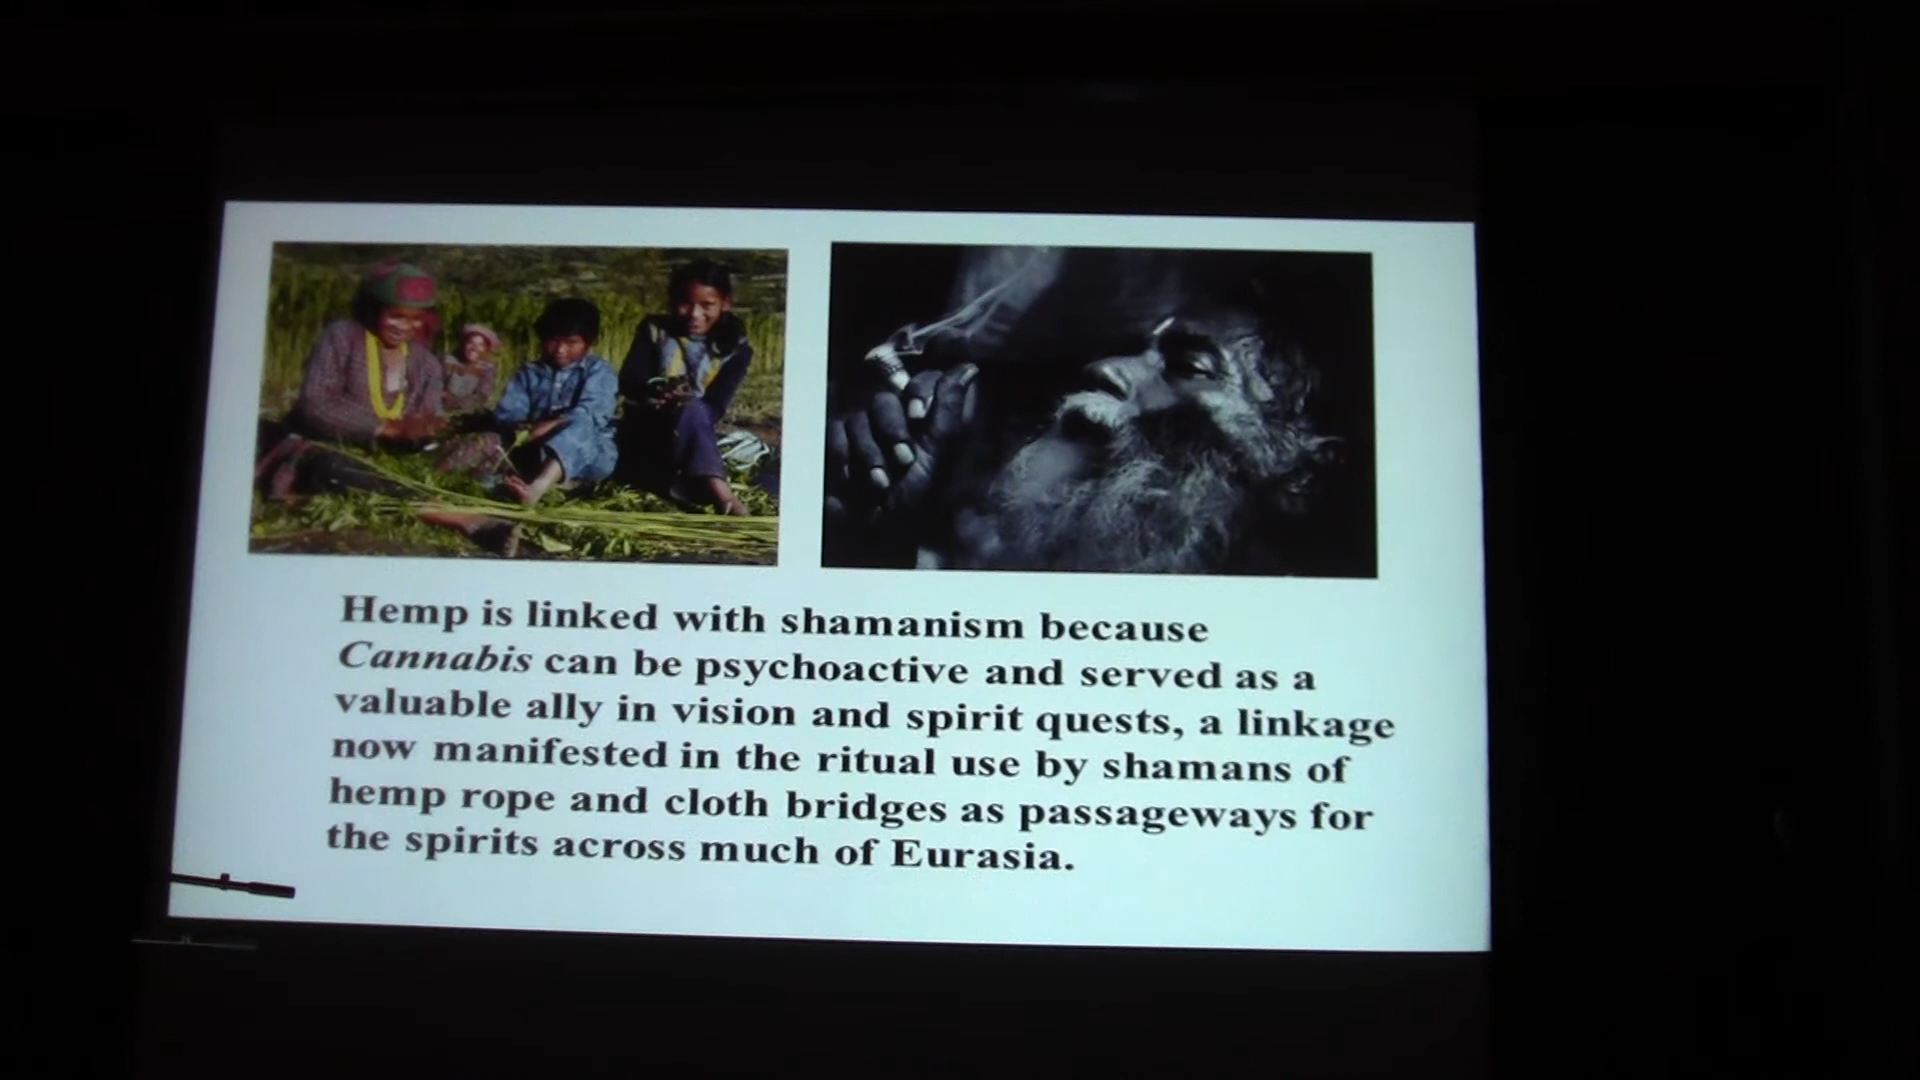 Hemp is linked with shamanism because
Cannabis can be psychoactive and served as a
valuable ally in vision and spirit quests, a linkage
now manifested in the ritual use by shamans of
hemp rope and cloth bridges as passageways for
the spirits across much of Eurasia.